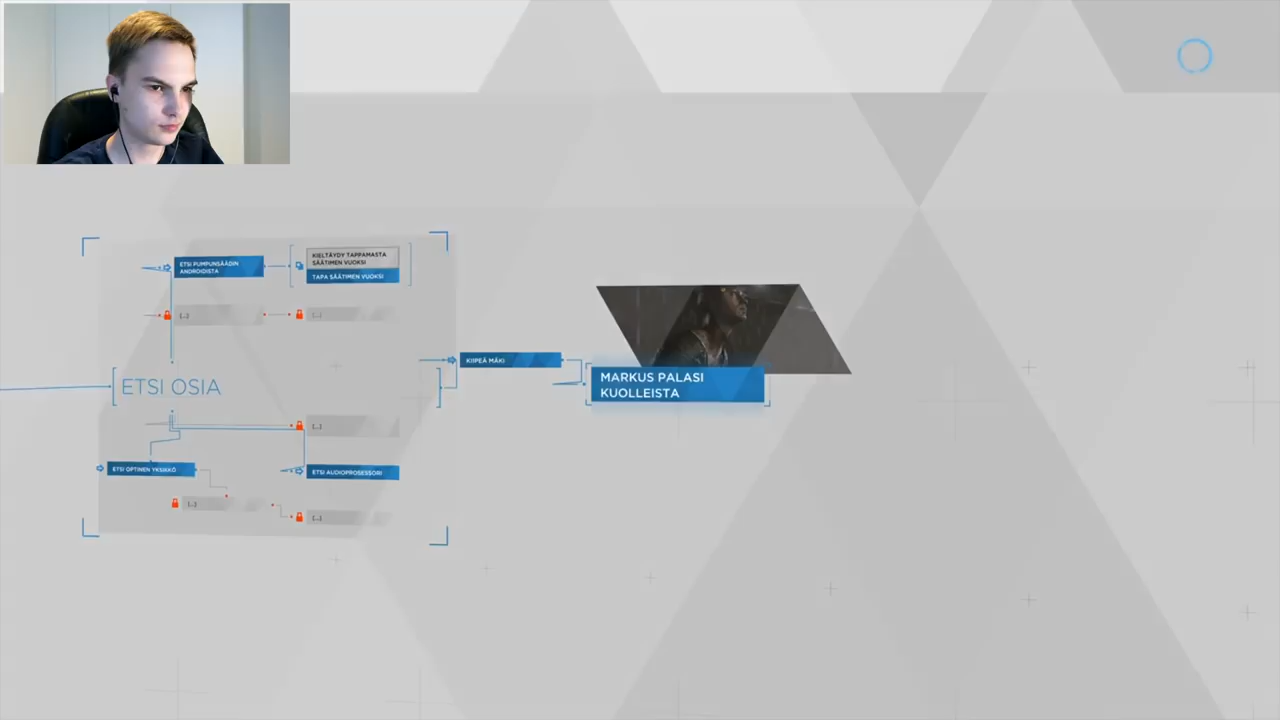 ETSI PUMPUNSÄÄDIN
ANDROIDISTA
KIELTÄYDY TAPPAMASTA
SÄÄTIMEN VUOKSI
TAPA SÄÄTIMEN VUOKSI
[...]
[...]
KIIPEÄ MÄKI
ETSI OSIA
MARKUS PALASI
KUOLLEISTA
[...]
ETSI OPTINEN YKSIKKÖ
ETSI AUDIOPROSESSORI
[...]
[...]